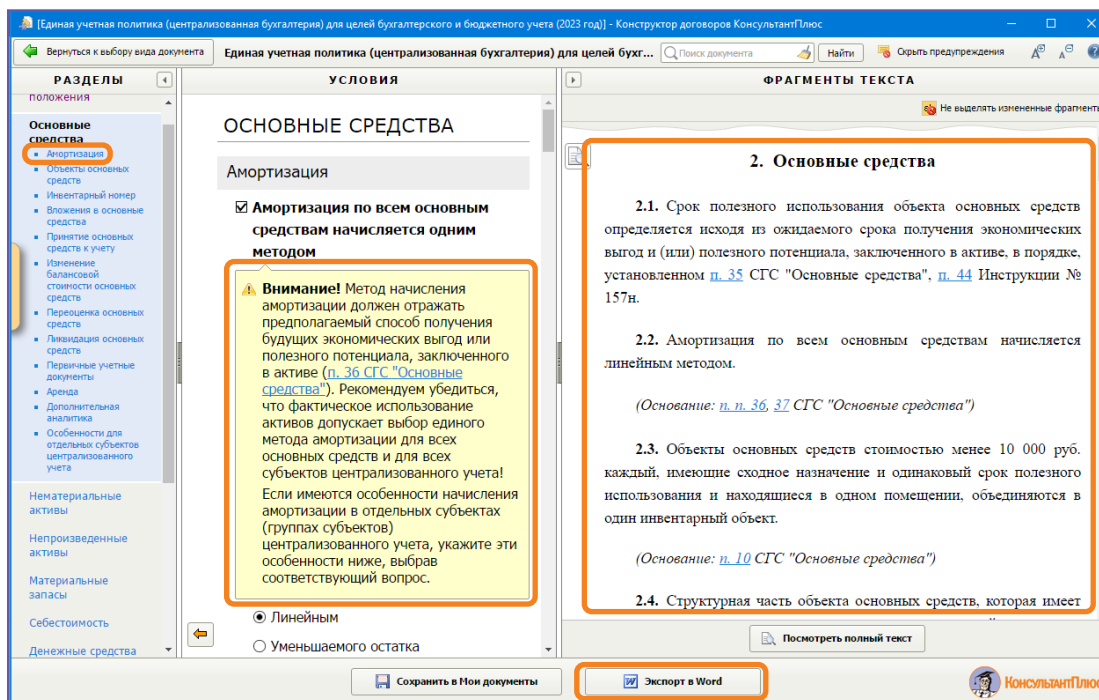 [Единая учетная политика (централизованная бухгалтерия) для целей бухгалтерского и бюджетного учета (2023 год)] - Конструктор договоров КонсультантПлюс
Вернуться к выбору вида документа
Единая учетная политика (централизованная бухгалтерия) для целей бухг...
Поиск документа
Найти
Скрыть предупреждения
РАЗДЕЛЫ
положения
Основные
средства
Амортизация
Объекты основных
средств
Инвентарный номер
Вложения в основные
средства
Принятие основных
средств к учету
Изменение
балансовой
стоимости основных
средств
Переоценка основных
средств
Ликвидация основных
средств
Первичные учетные
документы
Аренда
Дополнительная
аналитика
Особенности для
отдельных субъектов
централизованного
учета
Нематериальные
активы
Непроизведенные
активы
Материальные
запасы
Себестоимость
Денежные средства
УСЛОВИЯ
ОСНОВНЫЕ СРЕДСТВА
Амортизация
Амортизация по всем основным
средствам начисляется одним
методом
Внимание! Метод начисления
амортизации должен отражать
предполагаемый способ получения
будущих экономических выгод или
полезного потенциала, заключенного
в активе (п. 36 СГС "Основные
средства"). Рекомендуем убедиться,
что фактическое использование
активов допускает выбор единого
метода амортизации для всех
основных средств и для всех
субъектов централизованного учета!
Если имеются особенности начисления
амортизации в отдельных субъектах
(группах субъектов)
централизованного учета, укажите эти
особенности ниже, выбрав
соответствующий вопрос.
Линейным
Уменьшаемого остатка
ФРАГМЕНТЫ ТЕКСТА
Не выделять измененные фрагменты
2. Основные средства
2.1. Срок полезного использования объекта основных средств
определяется исходя из ожидаемого срока получения экономических
выгод и (или) полезного потенциала, заключенного в активе, в порядке,
установленном п. 35 СГС "Основные средства", п. 44 Инструкции №
157н.
2.2. Амортизация по всем основным средствам начисляется
линейным методом.
(Основание: п. п. 36, 37 СГС "Основные средства")
2.3. Объекты основных средств стоимостью менее 10 000 руб.
каждый, имеющие сходное назначение и одинаковый срок полезного
использования и находящиеся в одном помещении, объединяются в
один инвентарный объект.
(Основание: п. 10 СГС "Основные средства")
2.4. Структурная часть объекта основных средств, которая имеет
Посмотреть полный текст
Сохранить в Мои документы
Экспорт в Word
КОНСУЛЬТАНТПЛЮС